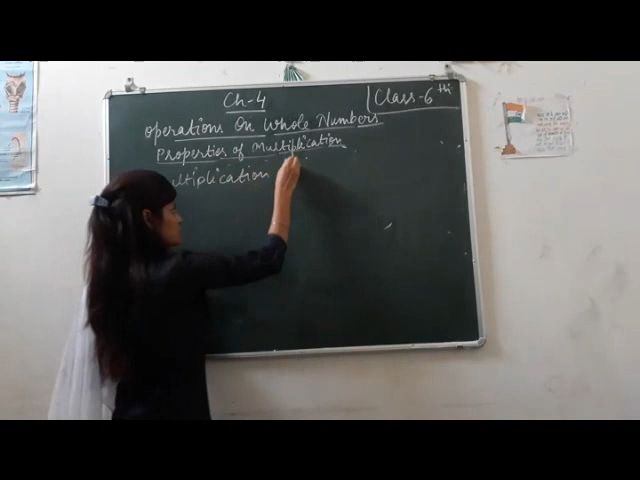 Ch-4
Class-6th
Operations On Whole Numbers
Properties of Multiplication
ultiplication